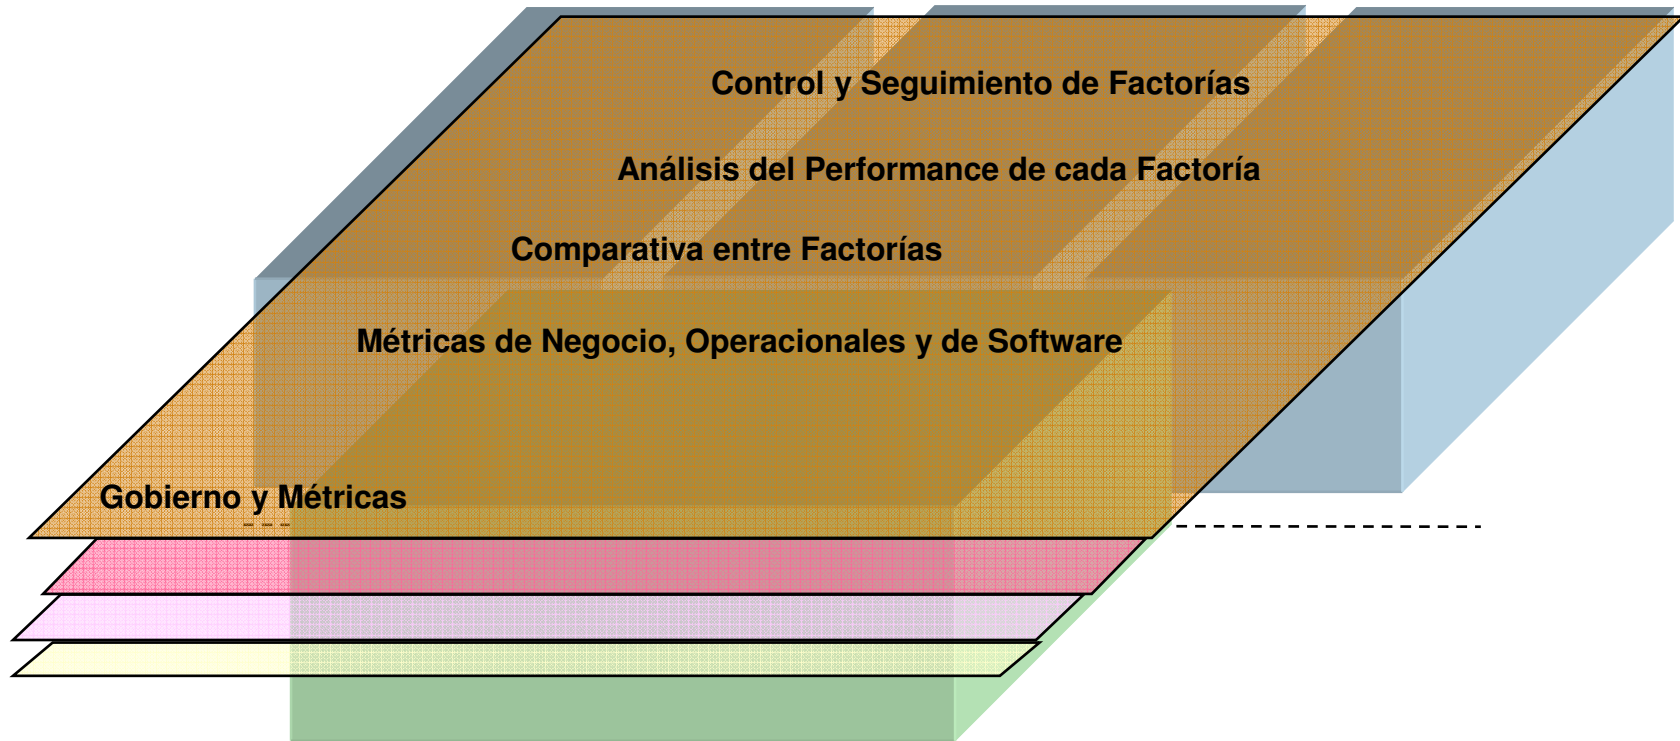 Control y Seguimiento de Factorías
Análisis del Performance de cada Factoría
Comparativa entre Factorías
Métricas de Negocio, Operacionales y de Software
Gobierno y Métricas